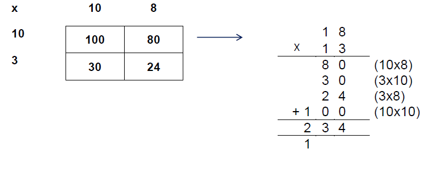 x 10 8
10 100 80
3 30 24
1 8
x 1 3
8 0 (10x8)
3 0 (3x10)
2 4 (3x8)
+ 1 0 0 (10x10)
2 3 4
1